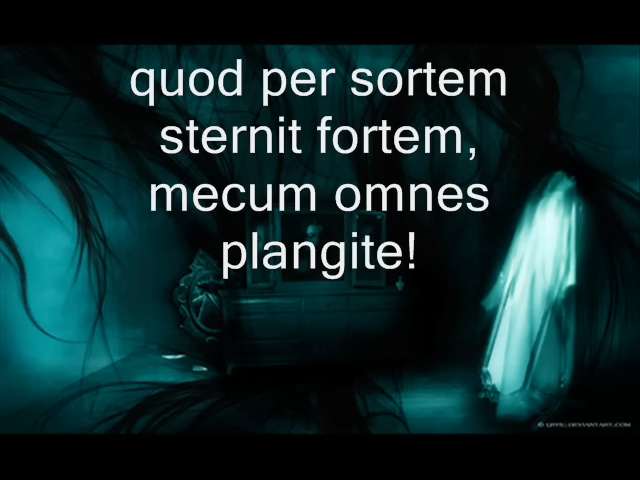 quod per sortem
sternit fortem,
mecum omnes
plangite!